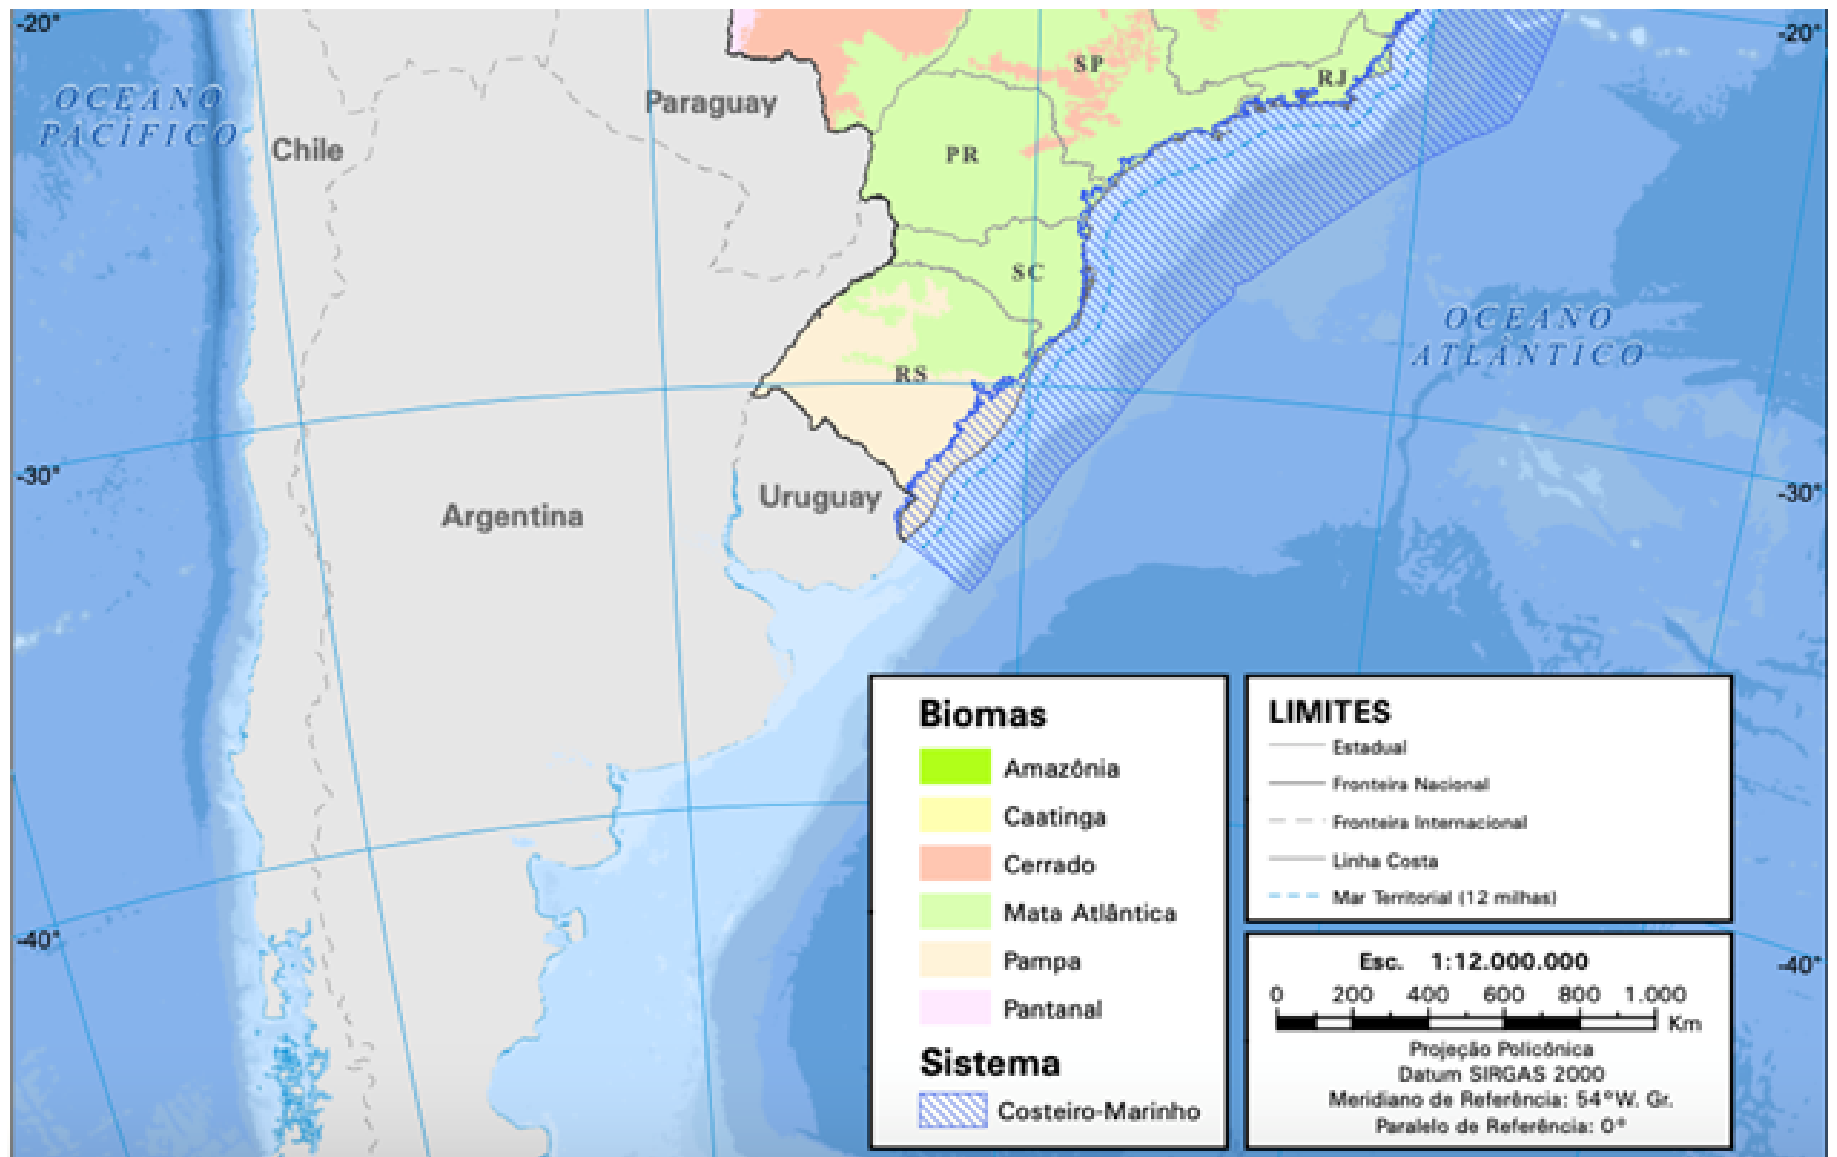 -20°
-20°
OCEANO
PACÍFICO
Chile
Paraguay
SP
RJ
PR
SC
RS
OCEANO
ATLÂNTICO
-30°
-30°
Argentina
Uruguay
-40°
-40°
Biomas
Amazônia
Caatinga
Cerrado
Mata Atlântica
Pampa
Pantanal
Sistema
Costeiro-Marinho
LIMITES
Estadual
Fronteira Nacional
Fronteira Internacional
Linha Costa
Mar Territorial (12 milhas)
Esc. 1:12.000.000
0 200 400 600 800 1.000
Km
Projeção Policônica
Datum SIRGAS 2000
Meridiano de Referência: 54°W. Gr.
Paralelo de Referência: 0°